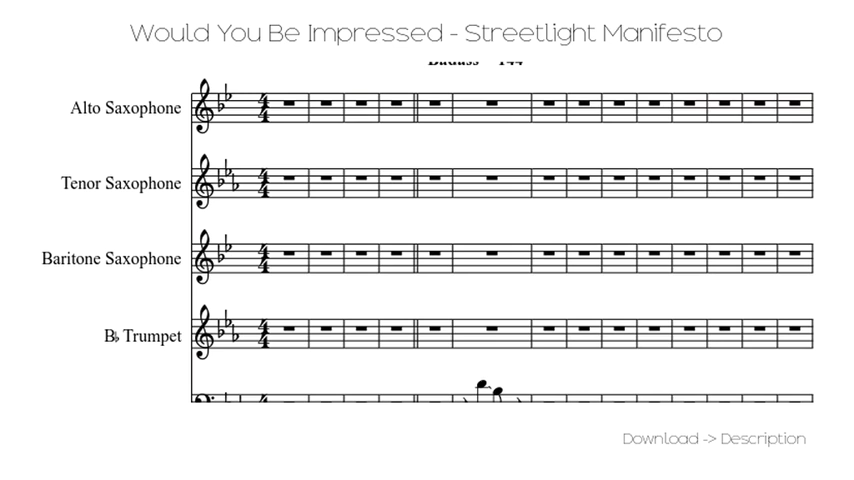 Would You Be Impressed - Streetlight Manifesto
Alto Saxophone
Tenor Saxophone
Baritone Saxophone
B♭ Trumpet
Download -> Description